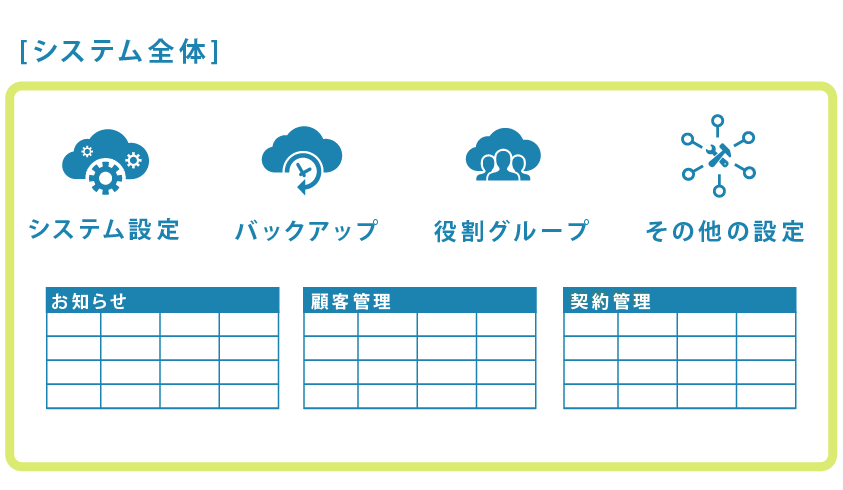 [システム全体]
システム設定
バックアップ
役割グループ
その他の設定
お知らせ
顧客管理
契約管理